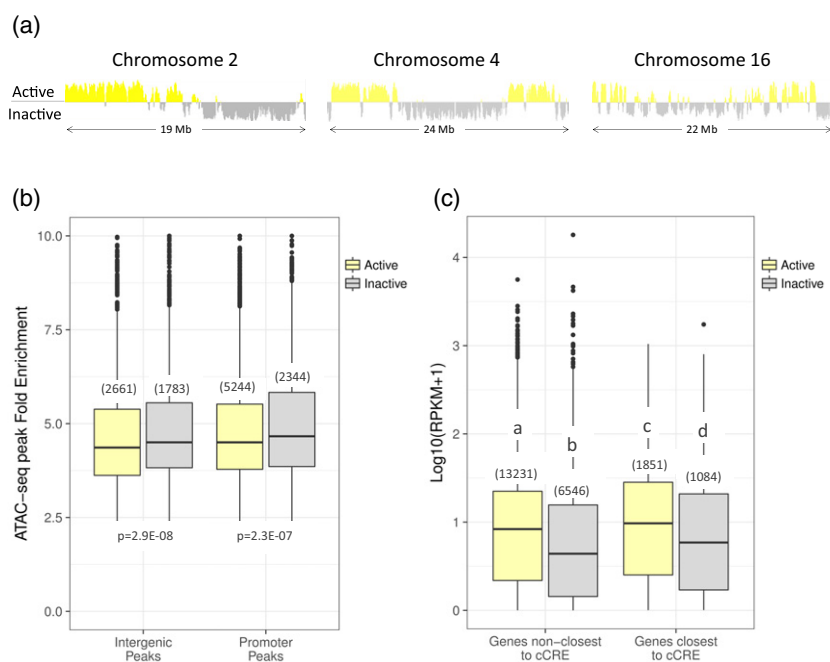 (a)
Chromosome 2
Chromosome 4
Chromosome 16
Active
Inactive
19 Mb
24 Mb
22 Mb
(b)
ATAC−seq peak Fold Enrichment
10.0
7.5
5.0
2.5
0.0
(2661)
(1783)
(5244)
(2344)
p=2.9E-08
p=2.3E-07
Intergenic
Peaks
Promoter
Peaks
Active
Inactive
(c)
Log10(RPKM+1)
4
3
2
1
0
a
b
c
d
(13231)
(6546)
(1851)
(1084)
Genes non−closest
to cCRE
Genes closest
to cCRE
Active
Inactive